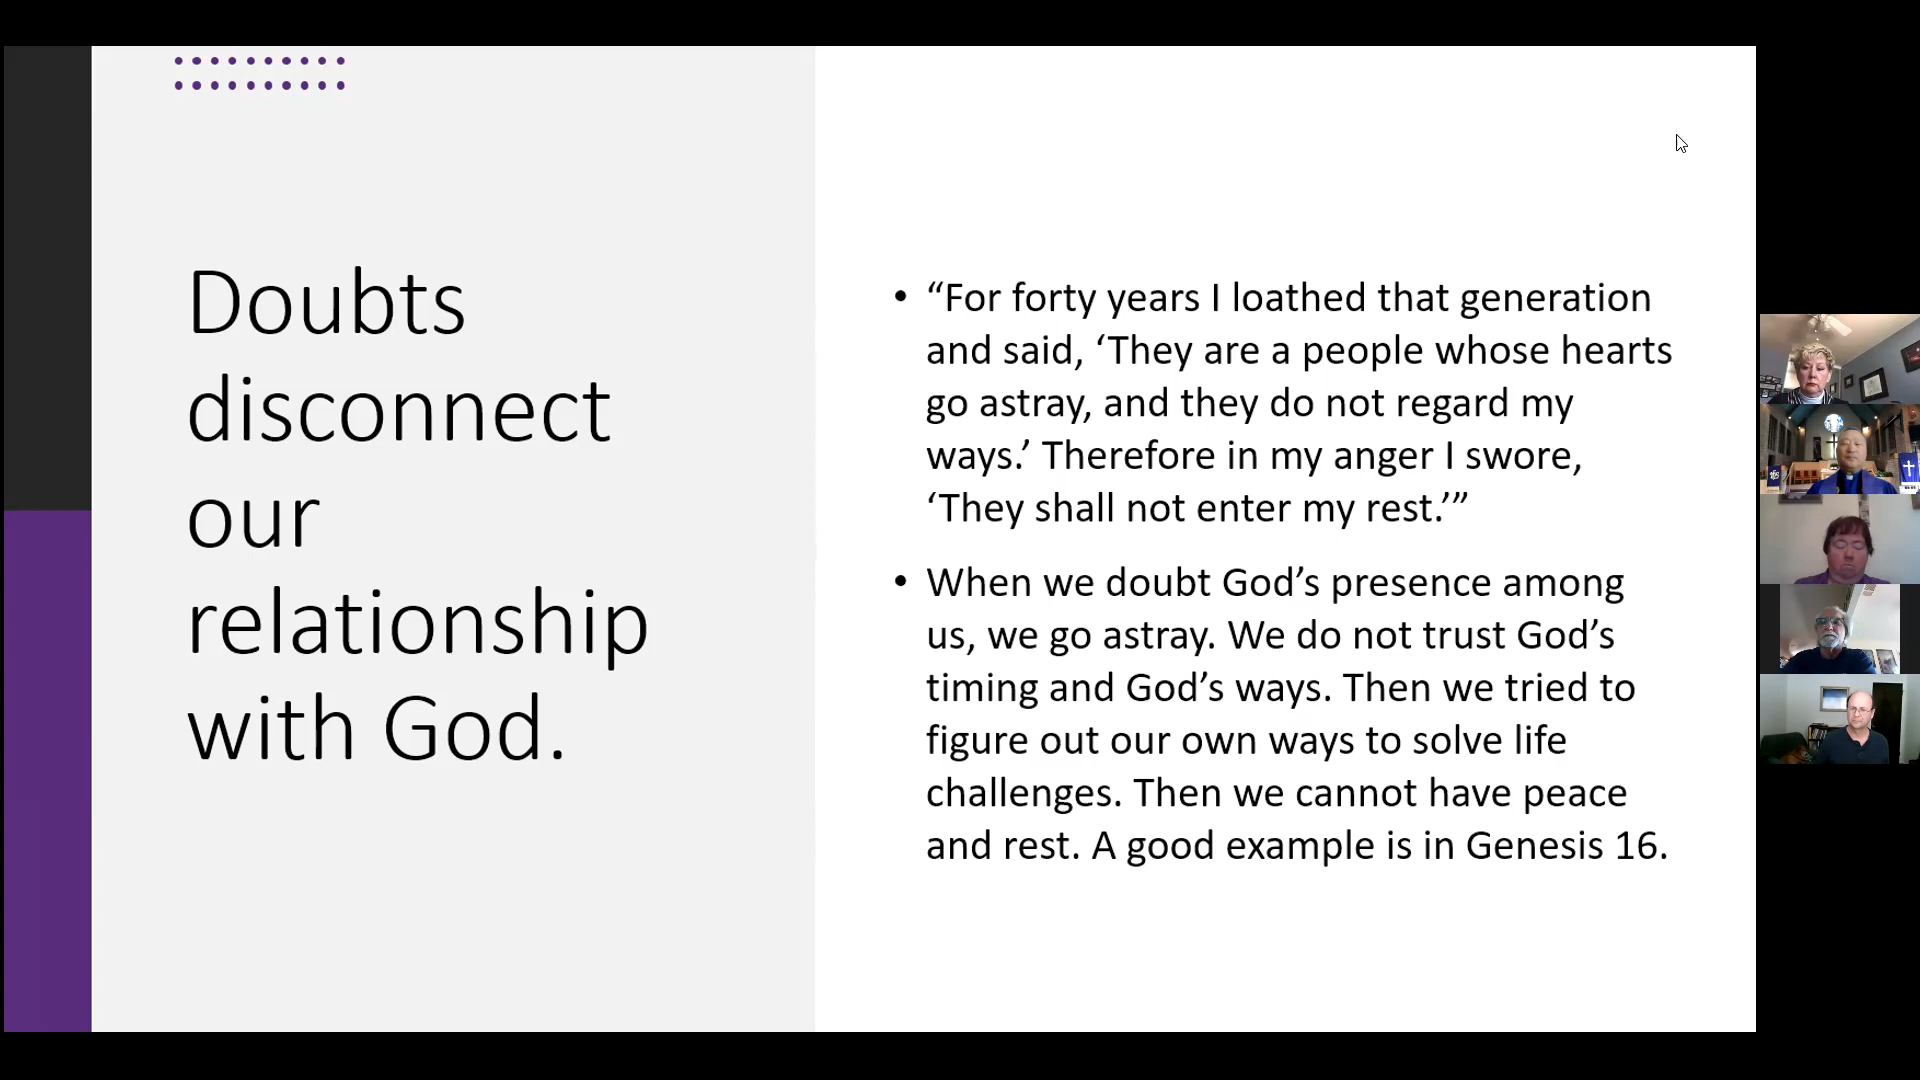 Doubts
disconnect
our
relationship
with God.
• “For forty years I loathed that generation
and said, ‘They are a people whose hearts
go astray, and they do not regard my
ways.’ Therefore in my anger I swore,
‘They shall not enter my rest.’”
• When we doubt God’s presence among
us, we go astray. We do not trust God’s
timing and God’s ways. Then we tried to
figure out our own ways to solve life
challenges. Then we cannot have peace
and rest. A good example is in Genesis 16.